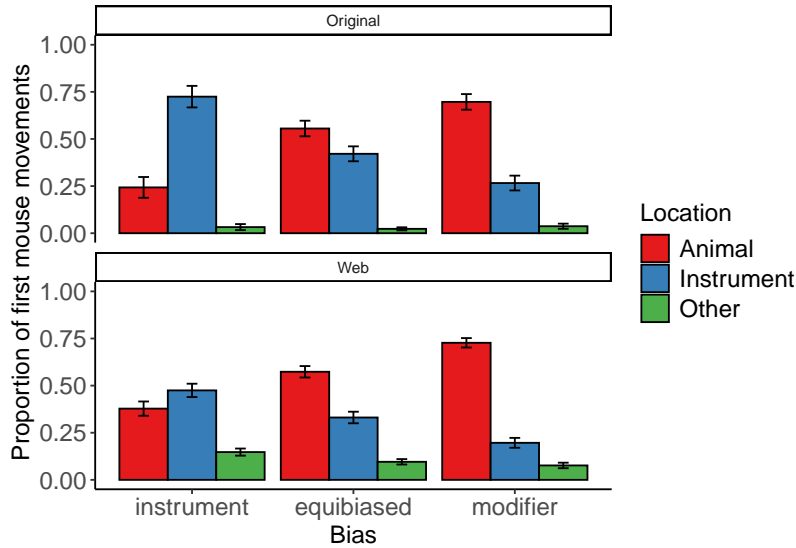 Original
Proportion of first mouse movements
1.00
0.75
0.50
0.25
0.00
Web
1.00
0.75
0.50
0.25
0.00
instrument equibiased modifier
Bias
Location
Animal
Instrument
Other